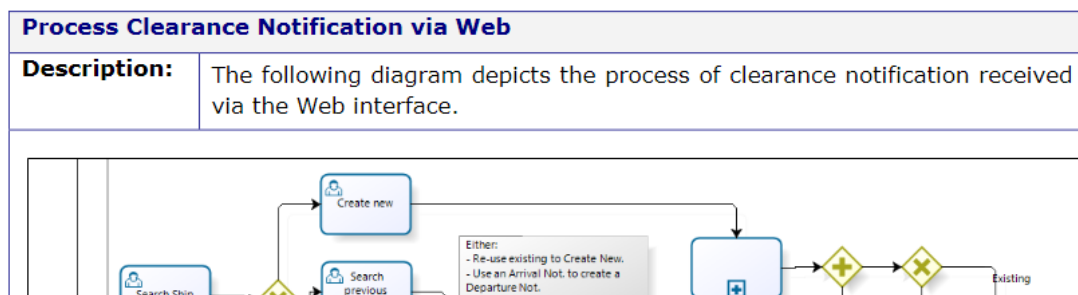 Process Clearance Notification via Web
Description:
The following diagram depicts the process of clearance notification received
via the Web interface.
Create new
Either:
- Re-use existing to Create New.
- Use an Arrival Not. to create a
Departure Not.
Search
previous
Search Ship
Existing